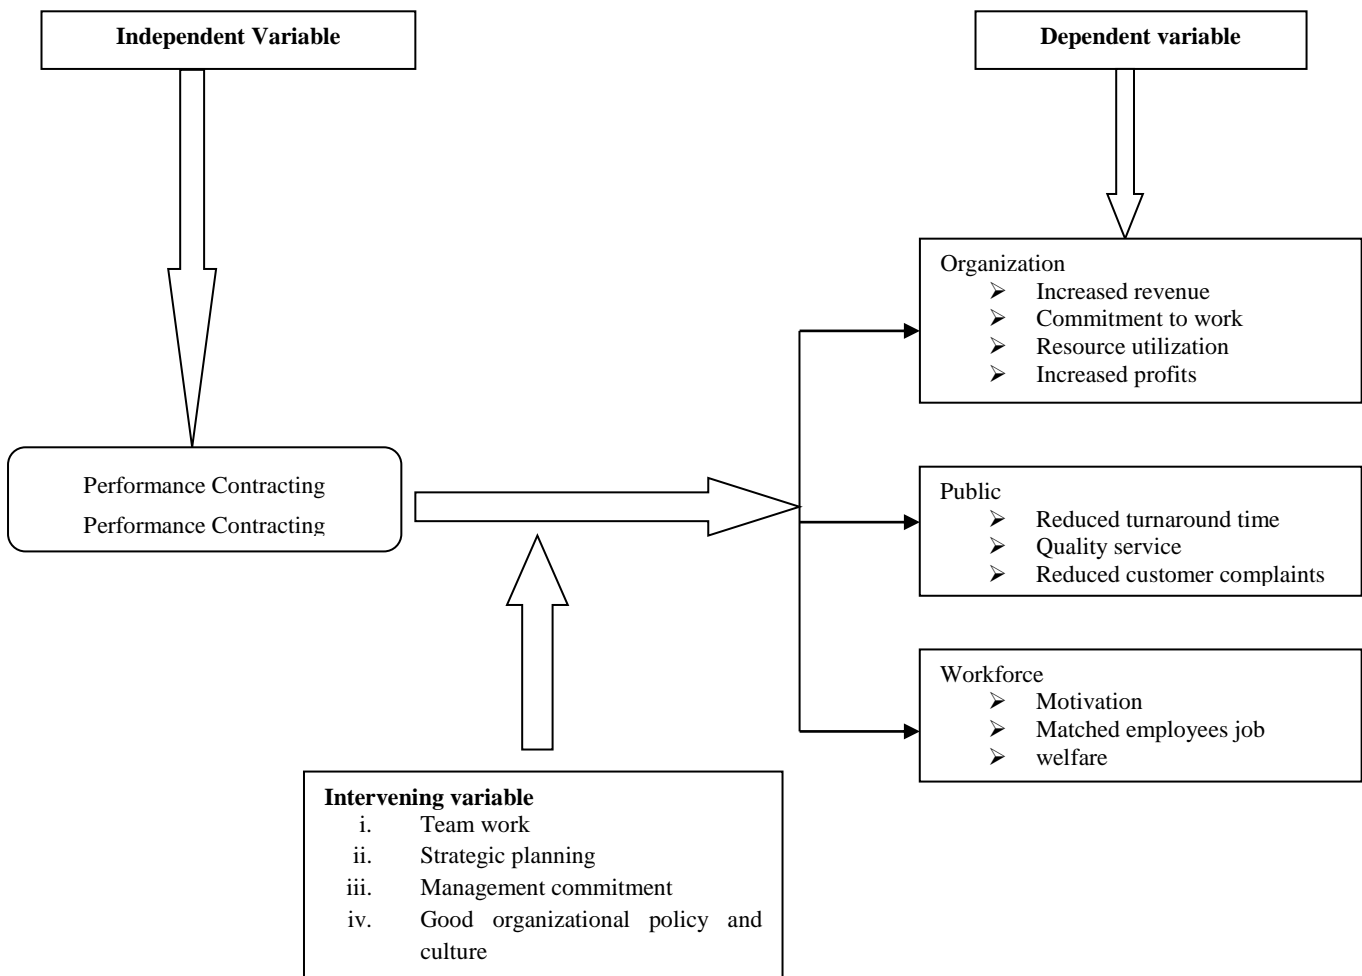 Independent Variable
Dependent variable
Organization
➢ Increased revenue
➢ Commitment to work
➢ Resource utilization
➢ Increased profits
Performance Contracting
Performance Contracting
Public
➢ Reduced turnaround time
➢ Quality service
➢ Reduced customer complaints
Workforce
➢ Motivation
➢ Matched employees job
➢ welfare
Intervening variable
i. Team work
ii. Strategic planning
iii. Management commitment
iv. Good organizational policy and
culture